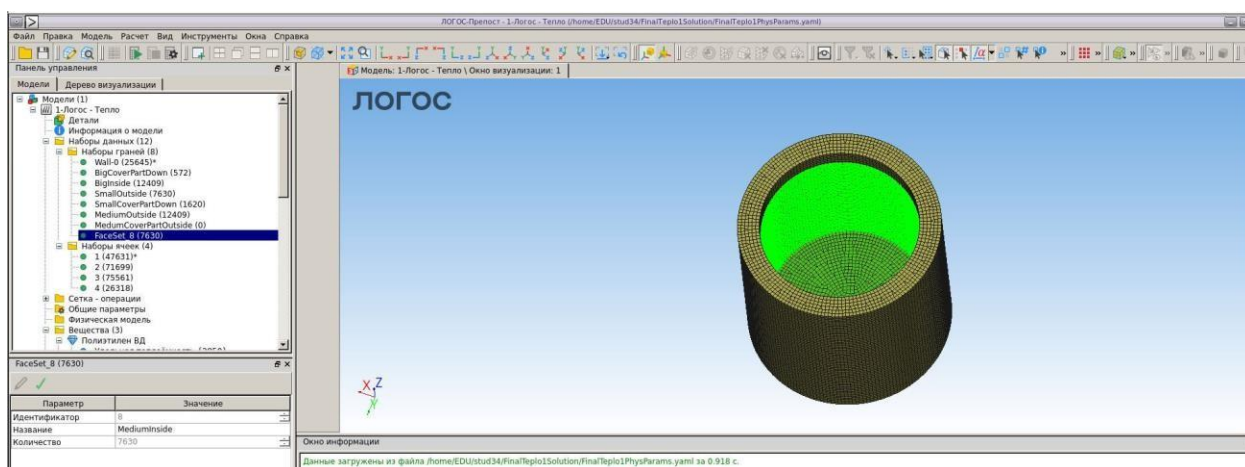 ЛОГОС-Препост - 1-Логос - Тепло (/home/EDU/stud34/FinalTeplo1Solution/FinalTeplo1PhysParams.yaml)
Файл Правка Модель Расчет Вид Инструменты Окна Справка
Панель управления
Модель: 1-Логос - Тепло \ Окно визуализации: 1
Модели Дерево визуализации
ЛОГОС
Модели (1)
1-Логос - Тепло
Детали
Информация о модели
Наборы данных (12)
Наборы граней (8)
Wall-0 (25645)*
BigCoverPartDown (572)
BigInside (12409)
SmallOutside (7630)
SmallCoverPartDown (1620)
MediumOutside (12409)
MedumCoverPartOutside (0)
FaceSet_8 (7630)
Наборы ячеек (4)
1 (47631)*
2 (71699)
3 (75561)
4 (26318)
Сетка - операции
Общие параметры
Физическая модель
Вещества (3)
Полиэтилен ВД
FaceSet_8 (7630)
Параметр Значение
Идентификатор 8
Название MediumInside
Количество 7630
X Z
Y
Окно информации
Данные загружены из файла /home/EDU/stud34/FinalTeplo1Solution/FinalTeplo1PhysParams.yaml за 0.918 с.